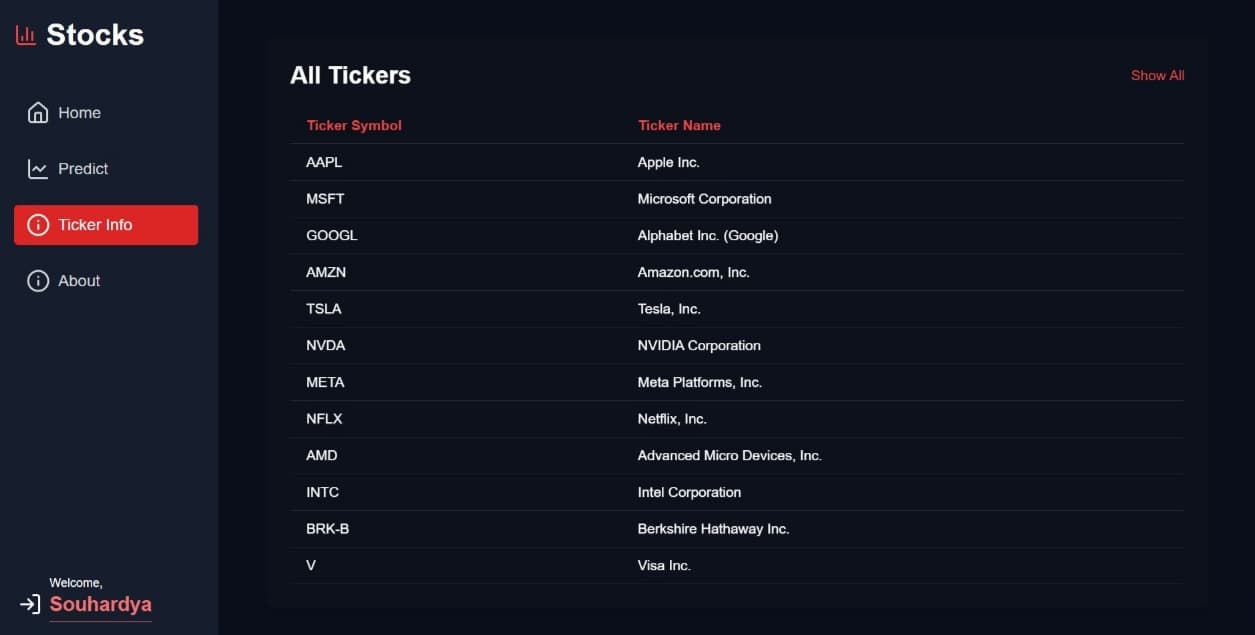 Stocks
Home
Predict
Ticker Info
About
Welcome,
Souhardya
All Tickers
Show All
Ticker Symbol Ticker Name
AAPL Apple Inc.
MSFT Microsoft Corporation
GOOGL Alphabet Inc. (Google)
AMZN Amazon.com, Inc.
TSLA Tesla, Inc.
NVDA NVIDIA Corporation
META Meta Platforms, Inc.
NFLX Netflix, Inc.
AMD Advanced Micro Devices, Inc.
INTC Intel Corporation
BRK-B Berkshire Hathaway Inc.
V Visa Inc.